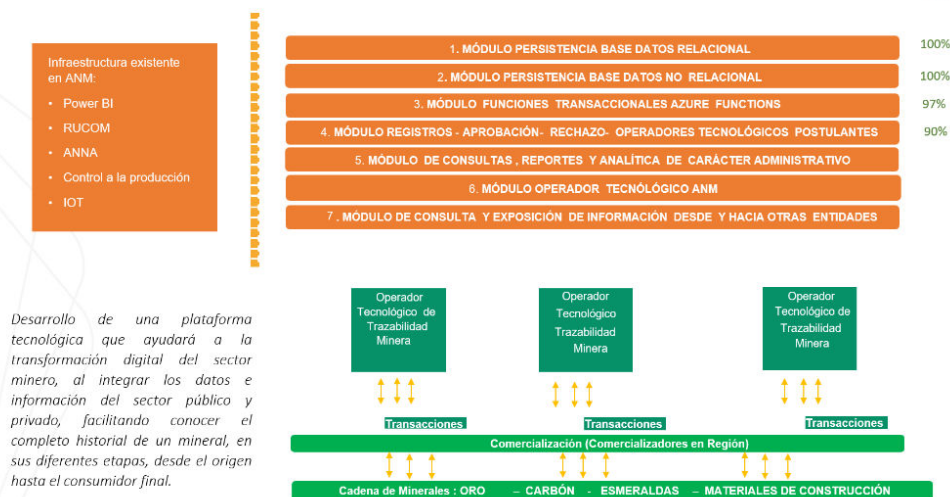 Infraestructura existente
en ANM:
• Power BI
• RUCOM
• ANNA
• Control a la producción
• IOT
1. MÓDULO PERSISTENCIA BASE DATOS RELACIONAL
100%
2. MÓDULO PERSISTENCIA BASE DATOS NO RELACIONAL
100%
3. MÓDULO FUNCIONES TRANSACCIONALES AZURE FUNCTIONS
97%
4. MÓDULO REGISTROS - APROBACIÓN- RECHAZO- OPERADORES TECNOLÓGICOS POSTULANTES
90%
5. MÓDULO DE CONSULTAS , REPORTES Y ANALÍTICA DE CARÁCTER ADMINISTRATIVO
6. MÓDULO OPERADOR TECNÓLÓGICO ANM
7 . MÓDULO DE CONSULTA Y EXPOSICIÓN DE INFORMACIÓN DESDE Y HACIA OTRAS ENTIDADES
Desarrollo de una plataforma
tecnológica que ayudará a la
transformación digital del sector
minero, al integrar los datos e
información del sector público y
privado, facilitando conocer el
completo historial de un mineral, en
sus diferentes etapas, desde el origen
hasta el consumidor final.
Operador
Tecnológico de
Trazabilidad
Minera
Operador
Tecnológico
Trazabilidad
Minera
Operador
Tecnológico de
Trazabilidad
Minera
Transacciones
Transacciones
Transacciones
Comercialización (Comercializadores en Región)
Cadena de Minerales : ORO – CARBÓN - ESMERALDAS – MATERIALES DE CONSTRUCCIÓN